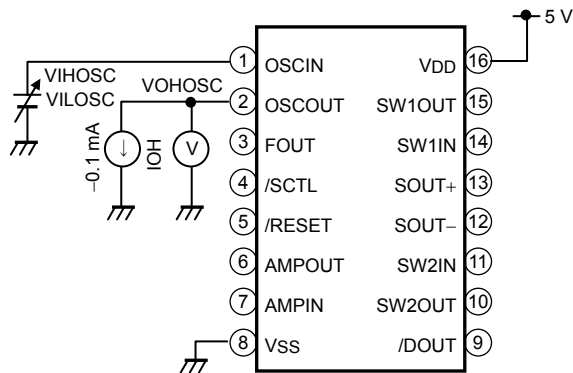 5 V
VIHOSC
VILOSC
VOHOSC
−0.1 mA
↓
IOH
V
1 OSCIN
2 OSCOUT
3 FOUT
4 /SCTL
5 /RESET
6 AMPOUT
7 AMPIN
8 VSS
VDD 16
SW1OUT 15
SW1IN 14
SOUT+ 13
SOUT− 12
SW2IN 11
SW2OUT 10
/DOUT 9